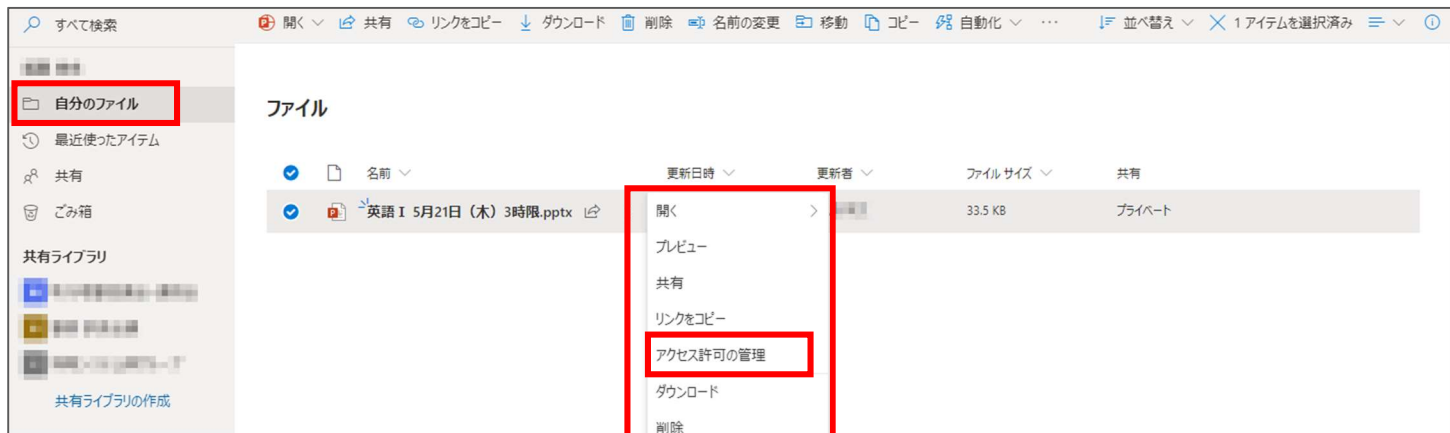 すべて検索
開く 共有 リンクをコピー ダウンロード 削除 名前の変更 移動 コピー 自動化 … 並べ替え 1 アイテムを選択済み
自分のファイル
最近使ったアイテム
共有
ごみ箱
共有ライブラリ
共有ライブラリの作成
ファイル
名前 更新日時 更新者 ファイル サイズ 共有
英語 I 5月21日（木）3時限.pptx 33.5 KB プライベート
開く
プレビュー
共有
リンクをコピー
アクセス許可の管理
ダウンロード
削除